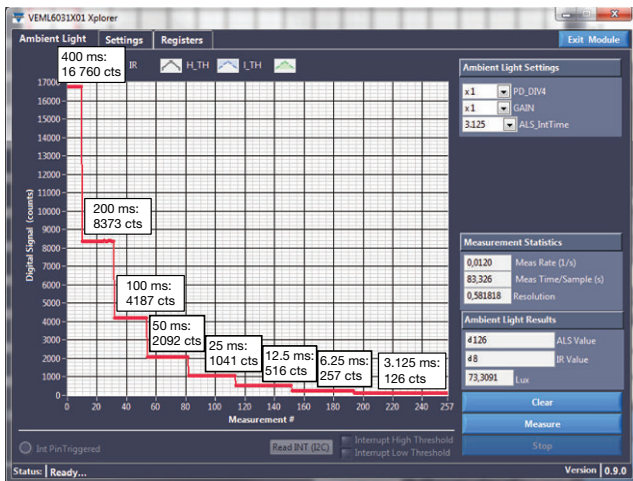 VEML6031X01 Xplorer
Ambient Light Settings Registers Exit Module
400 ms:
16 760 cts
IR H_TH I_TH
17000
16000
15000
14000
13000
12000
11000
10000
9000
8000
7000
6000
5000
4000
3000
2000
1000
0
Digital Signal (counts)
200 ms:
8373 cts
100 ms:
4187 cts
50 ms:
2092 cts
25 ms:
1041 cts
12.5 ms:
516 cts
6.25 ms:
257 cts
3.125 ms:
126 cts
0 20 40 60 80 100 120 140 160 180 200 220 240 257
Measurement #
Ambient Light Settings
x1 PD_DIV4
x1 GAIN
3.125 ALS_IntTime
Measurement Statistics
0,0120 Meas Rate (1/s)
83,326 Meas Time/Sample (s)
0,581818 Resolution
Ambient Light Results
d126 ALS Value
d8 IR Value
73,3091 Lux
Clear
Measure
Stop
Int PinTriggered
Read INT (I2C)
Interrupt High Threshold
Interrupt Low Threshold
Status: Ready... Version 0.9.0